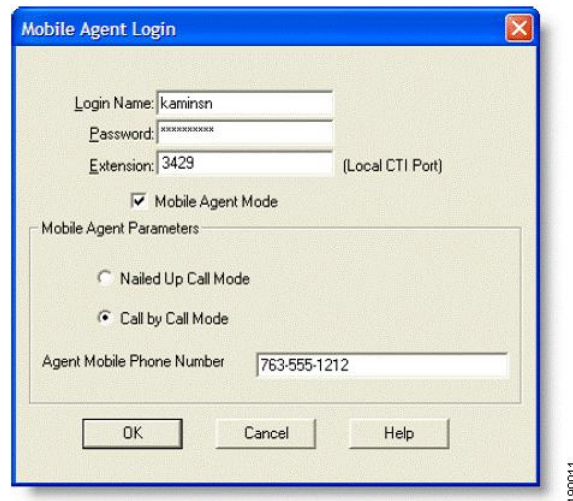 Mobile Agent Login
Login Name: kaminsn
Password: **********
Extension: 3429 (Local CTI Port)
Mobile Agent Mode
Mobile Agent Parameters
Nailed Up Call Mode
Call by Call Mode
Agent Mobile Phone Number 763-555-1212
OK Cancel Help